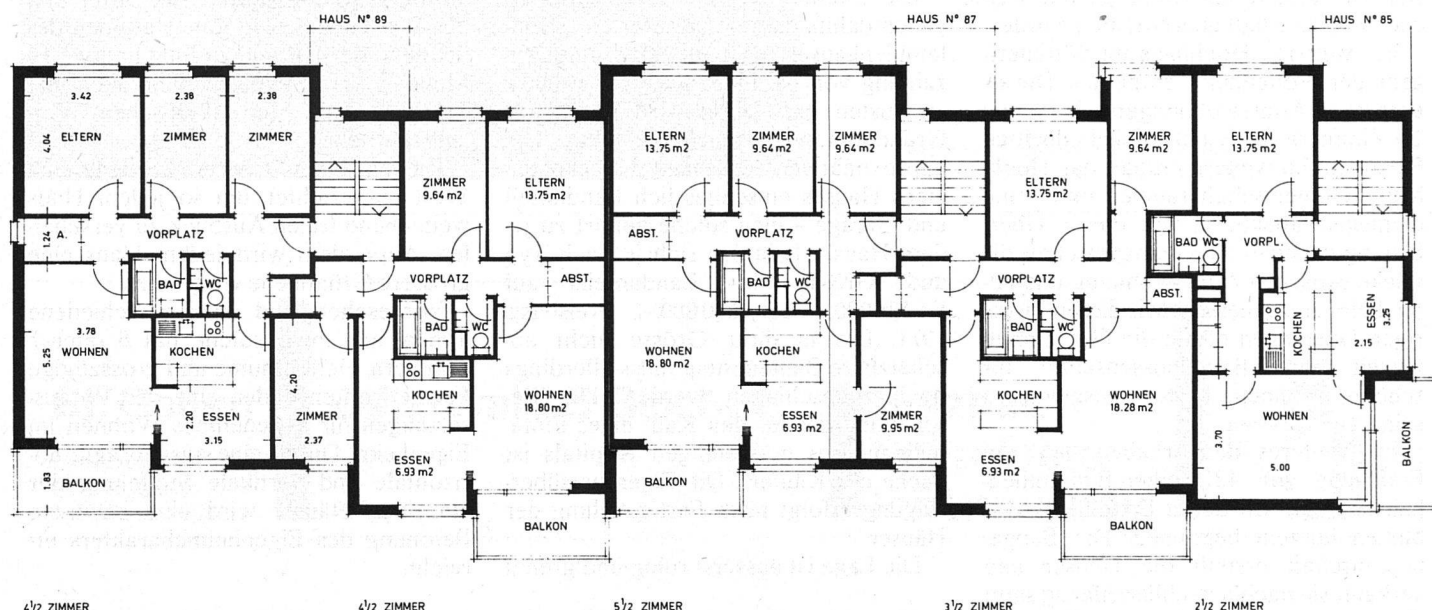 HAUS N° 89
HAUS N° 87
HAUS N° 85
3.42
2.38
2.38
ELTERN
4.04
ZIMMER
ZIMMER
VORPLATZ
1.24
BAD
WC
3.78
WOHNEN
5.25
KOCHEN
4.20
2.20
ESSEN
3.15
ZIMMER
2.37
1.83
BALKON
4½ ZIMMER
ZIMMER
9.64 m2
ELTERN
13.75 m2
VORPLATZ
ABST.
BAD
WC
KOCHEN
WOHNEN
18.80 m2
ESSEN
6.93 m2
BALKON
4½ ZIMMER
ELTERN
13.75 m2
ZIMMER
9.64 m2
ZIMMER
9.64 m2
ABST.
VORPLATZ
BAD
WC
WOHNEN
18.80 m2
KOCHEN
ESSEN
6.93 m2
ZIMMER
9.95 m2
BALKON
5½ ZIMMER
ELTERN
13.75 m2
VORPLATZ
ABST.
BAD
WC
KOCHEN
WOHNEN
18.28 m2
ESSEN
6.93 m2
BALKON
3½ ZIMMER
ZIMMER
9.64 m2
ELTERN
13.75 m2
BAD
WC
VORPL.
KOCHEN
ESSEN
3.25
2.15
WOHNEN
3.70
5.00
BALKON
2½ ZIMMER